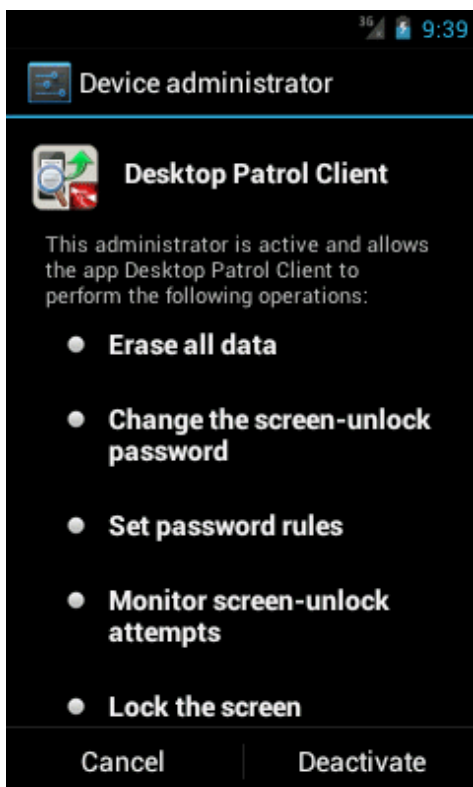 3G 9:39
Device administrator
Desktop Patrol Client
This administrator is active and allows
the app Desktop Patrol Client to
perform the following operations:
Erase all data
Change the screen-unlock
password
Set password rules
Monitor screen-unlock
attempts
Lock the screen
Cancel Deactivate